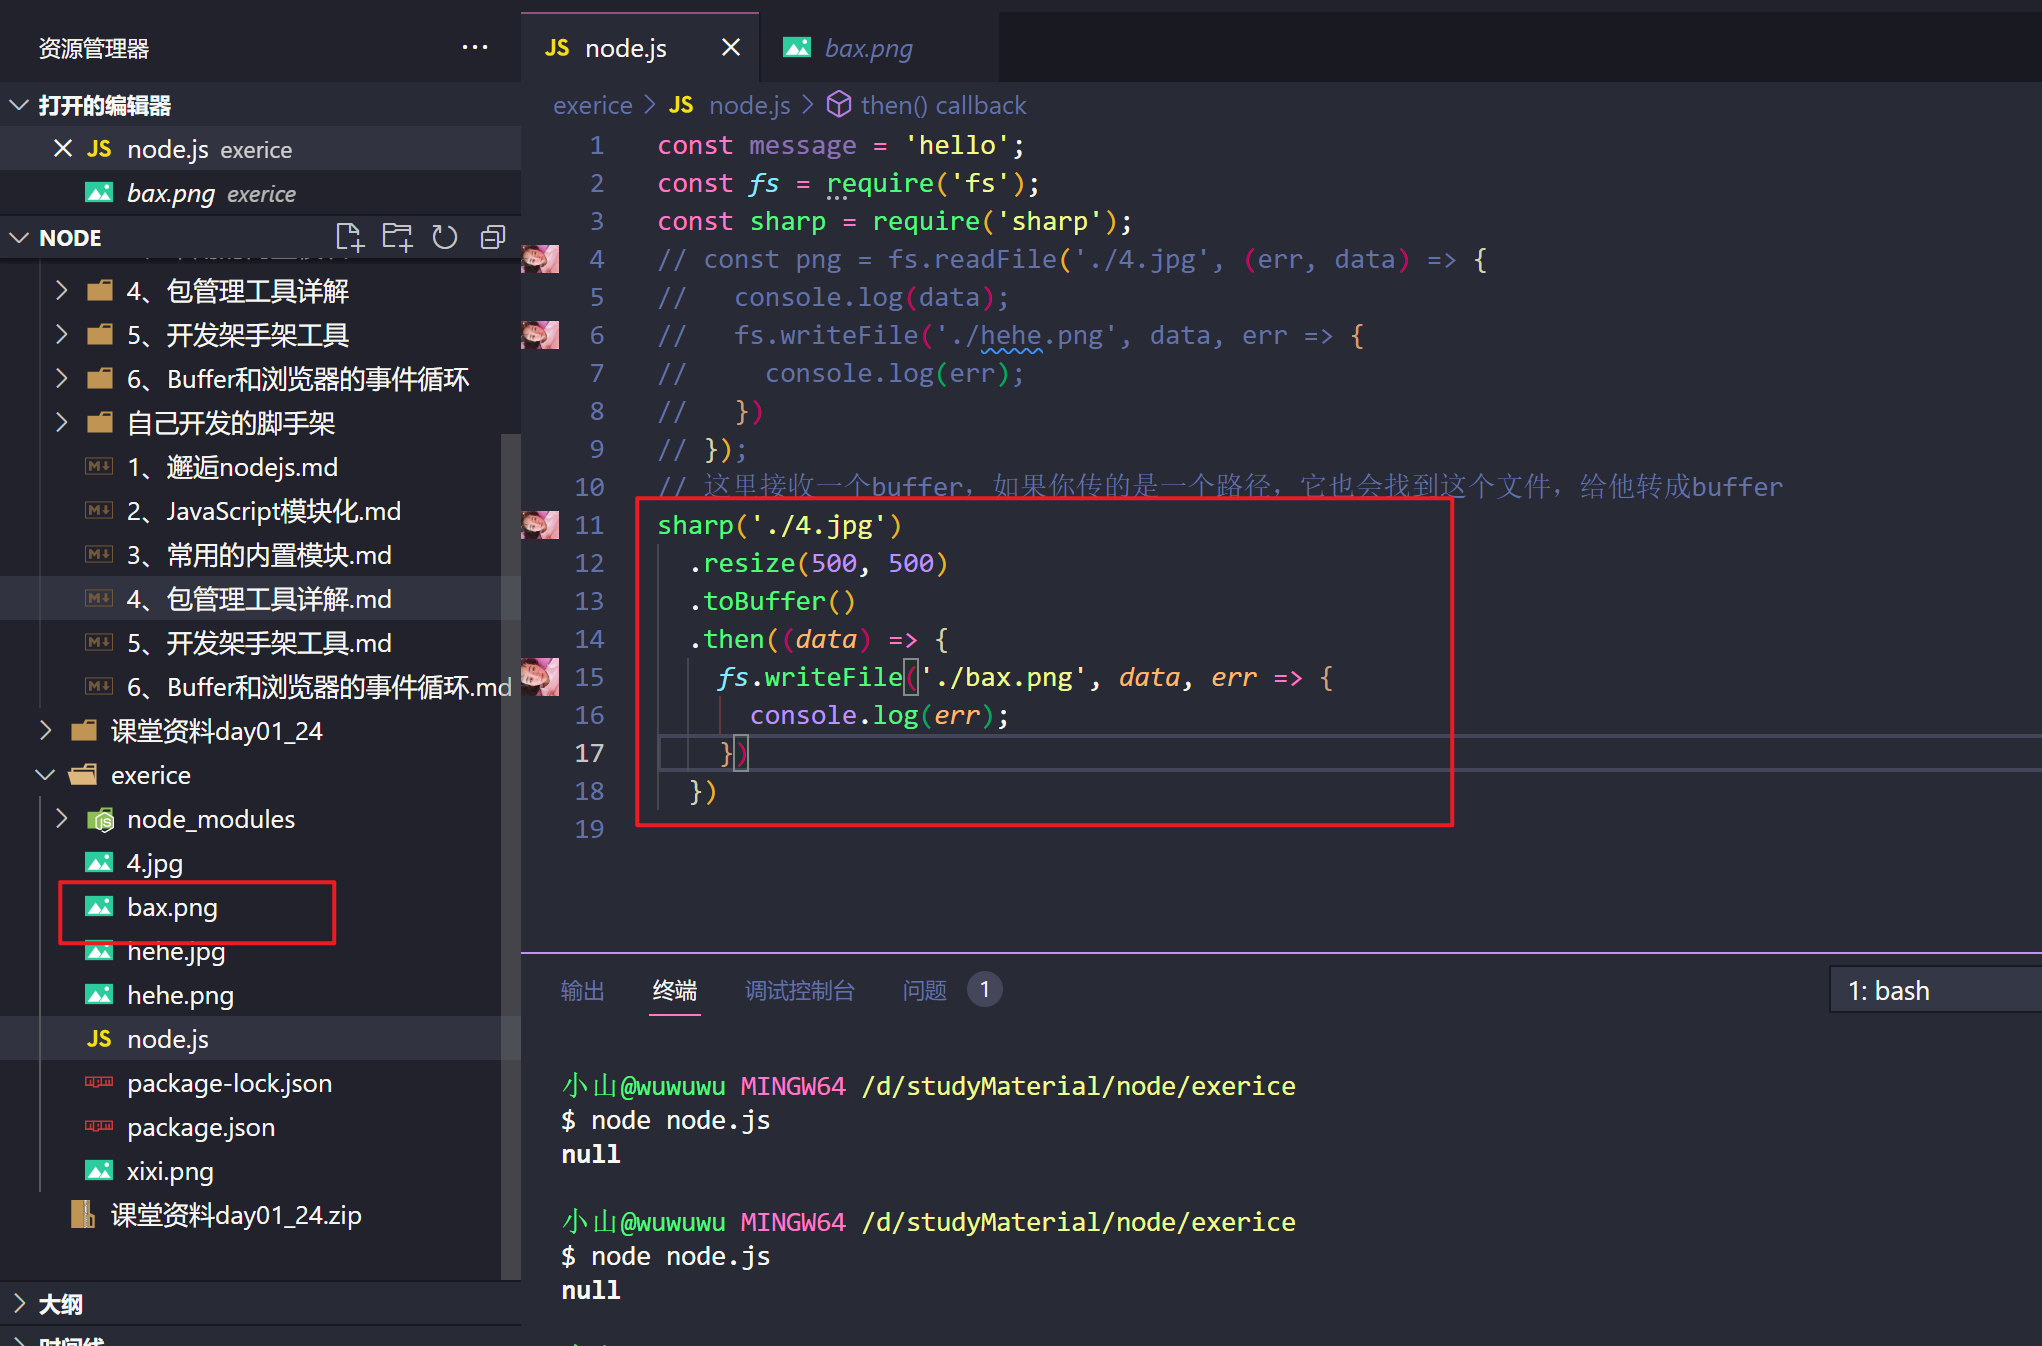 资源管理器
···
打开的编辑器
JS node.js exerice
bax.png exerice
NODE
4、包管理工具详解
5、开发架手架工具
6、Buffer和浏览器的事件循环
自己开发的脚手架
1、邂逅nodejs.md
2、JavaScript模块化.md
3、常用的内置模块.md
4、包管理工具详解.md
5、开发架手架工具.md
6、Buffer和浏览器的事件循环.md
课堂资料day01_24
exerice
node_modules
4.jpg
bax.png
hehe.jpg
hehe.png
JS node.js
package-lock.json
package.json
xixi.png
课堂资料day01_24.zip
大纲
时间线
JS node.js
bax.png
exerice > JS node.js > then() callback
1 const message = 'hello';
2 const fs = require('fs');
3 const sharp = require('sharp');
4 // const png = fs.readFile('./4.jpg', (err, data) => {
5 //   console.log(data);
6 //   fs.writeFile('./hehe.png', data, err => {
7 //     console.log(err);
8 //   })
9 // });
10 // 这里接收一个buffer，如果你传的是一个路径，它也会找到这个文件，给他转成buffer
11 sharp('./4.jpg')
12   .resize(500, 500)
13   .toBuffer()
14   .then((data) => {
15     fs.writeFile('./bax.png', data, err => {
16       console.log(err);
17     })
18   })
19
输出 终端 调试控制台 问题 1
1: bash
小山@wuwuwu MINGW64 /d/studyMaterial/node/exerice
$ node node.js
null
小山@wuwuwu MINGW64 /d/studyMaterial/node/exerice
$ node node.js
null